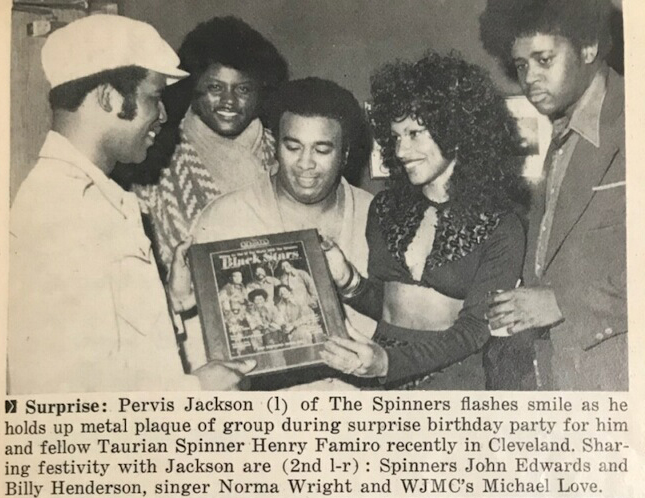 Black Stars
Surprise: Pervis Jackson (l) of The Spinners flashes smile as he
holds up metal plaque of group during surprise birthday party for him
and fellow Taurian Spinner Henry Famiro recently in Cleveland. Shar-
ing festivity with Jackson are (2nd l-r): Spinners John Edwards and
Billy Henderson, singer Norma Wright and WJMC's Michael Love.